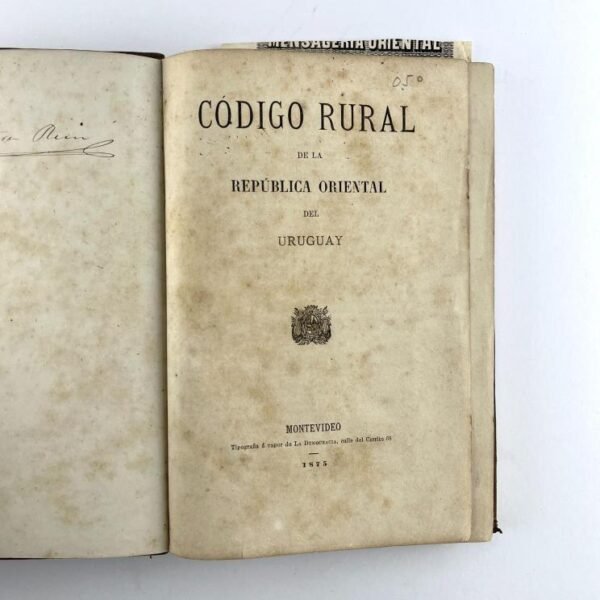 MENSAGERIA ORIENTAL
05º
CÓDIGO RURAL
DE LA
REPÚBLICA ORIENTAL
DEL
URUGUAY
MONTEVIDEO
Tipografía á vapor de LA DEMOCRACIA, calle del Cerrito
1875